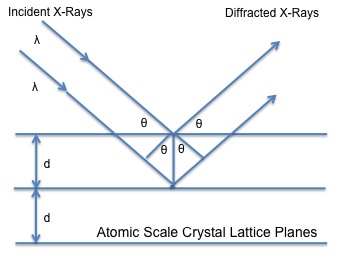 Incident X-Rays
Diffracted X-Rays
λ
λ
θ
θ
θ
θ
d
d
Atomic Scale Crystal Lattice Planes